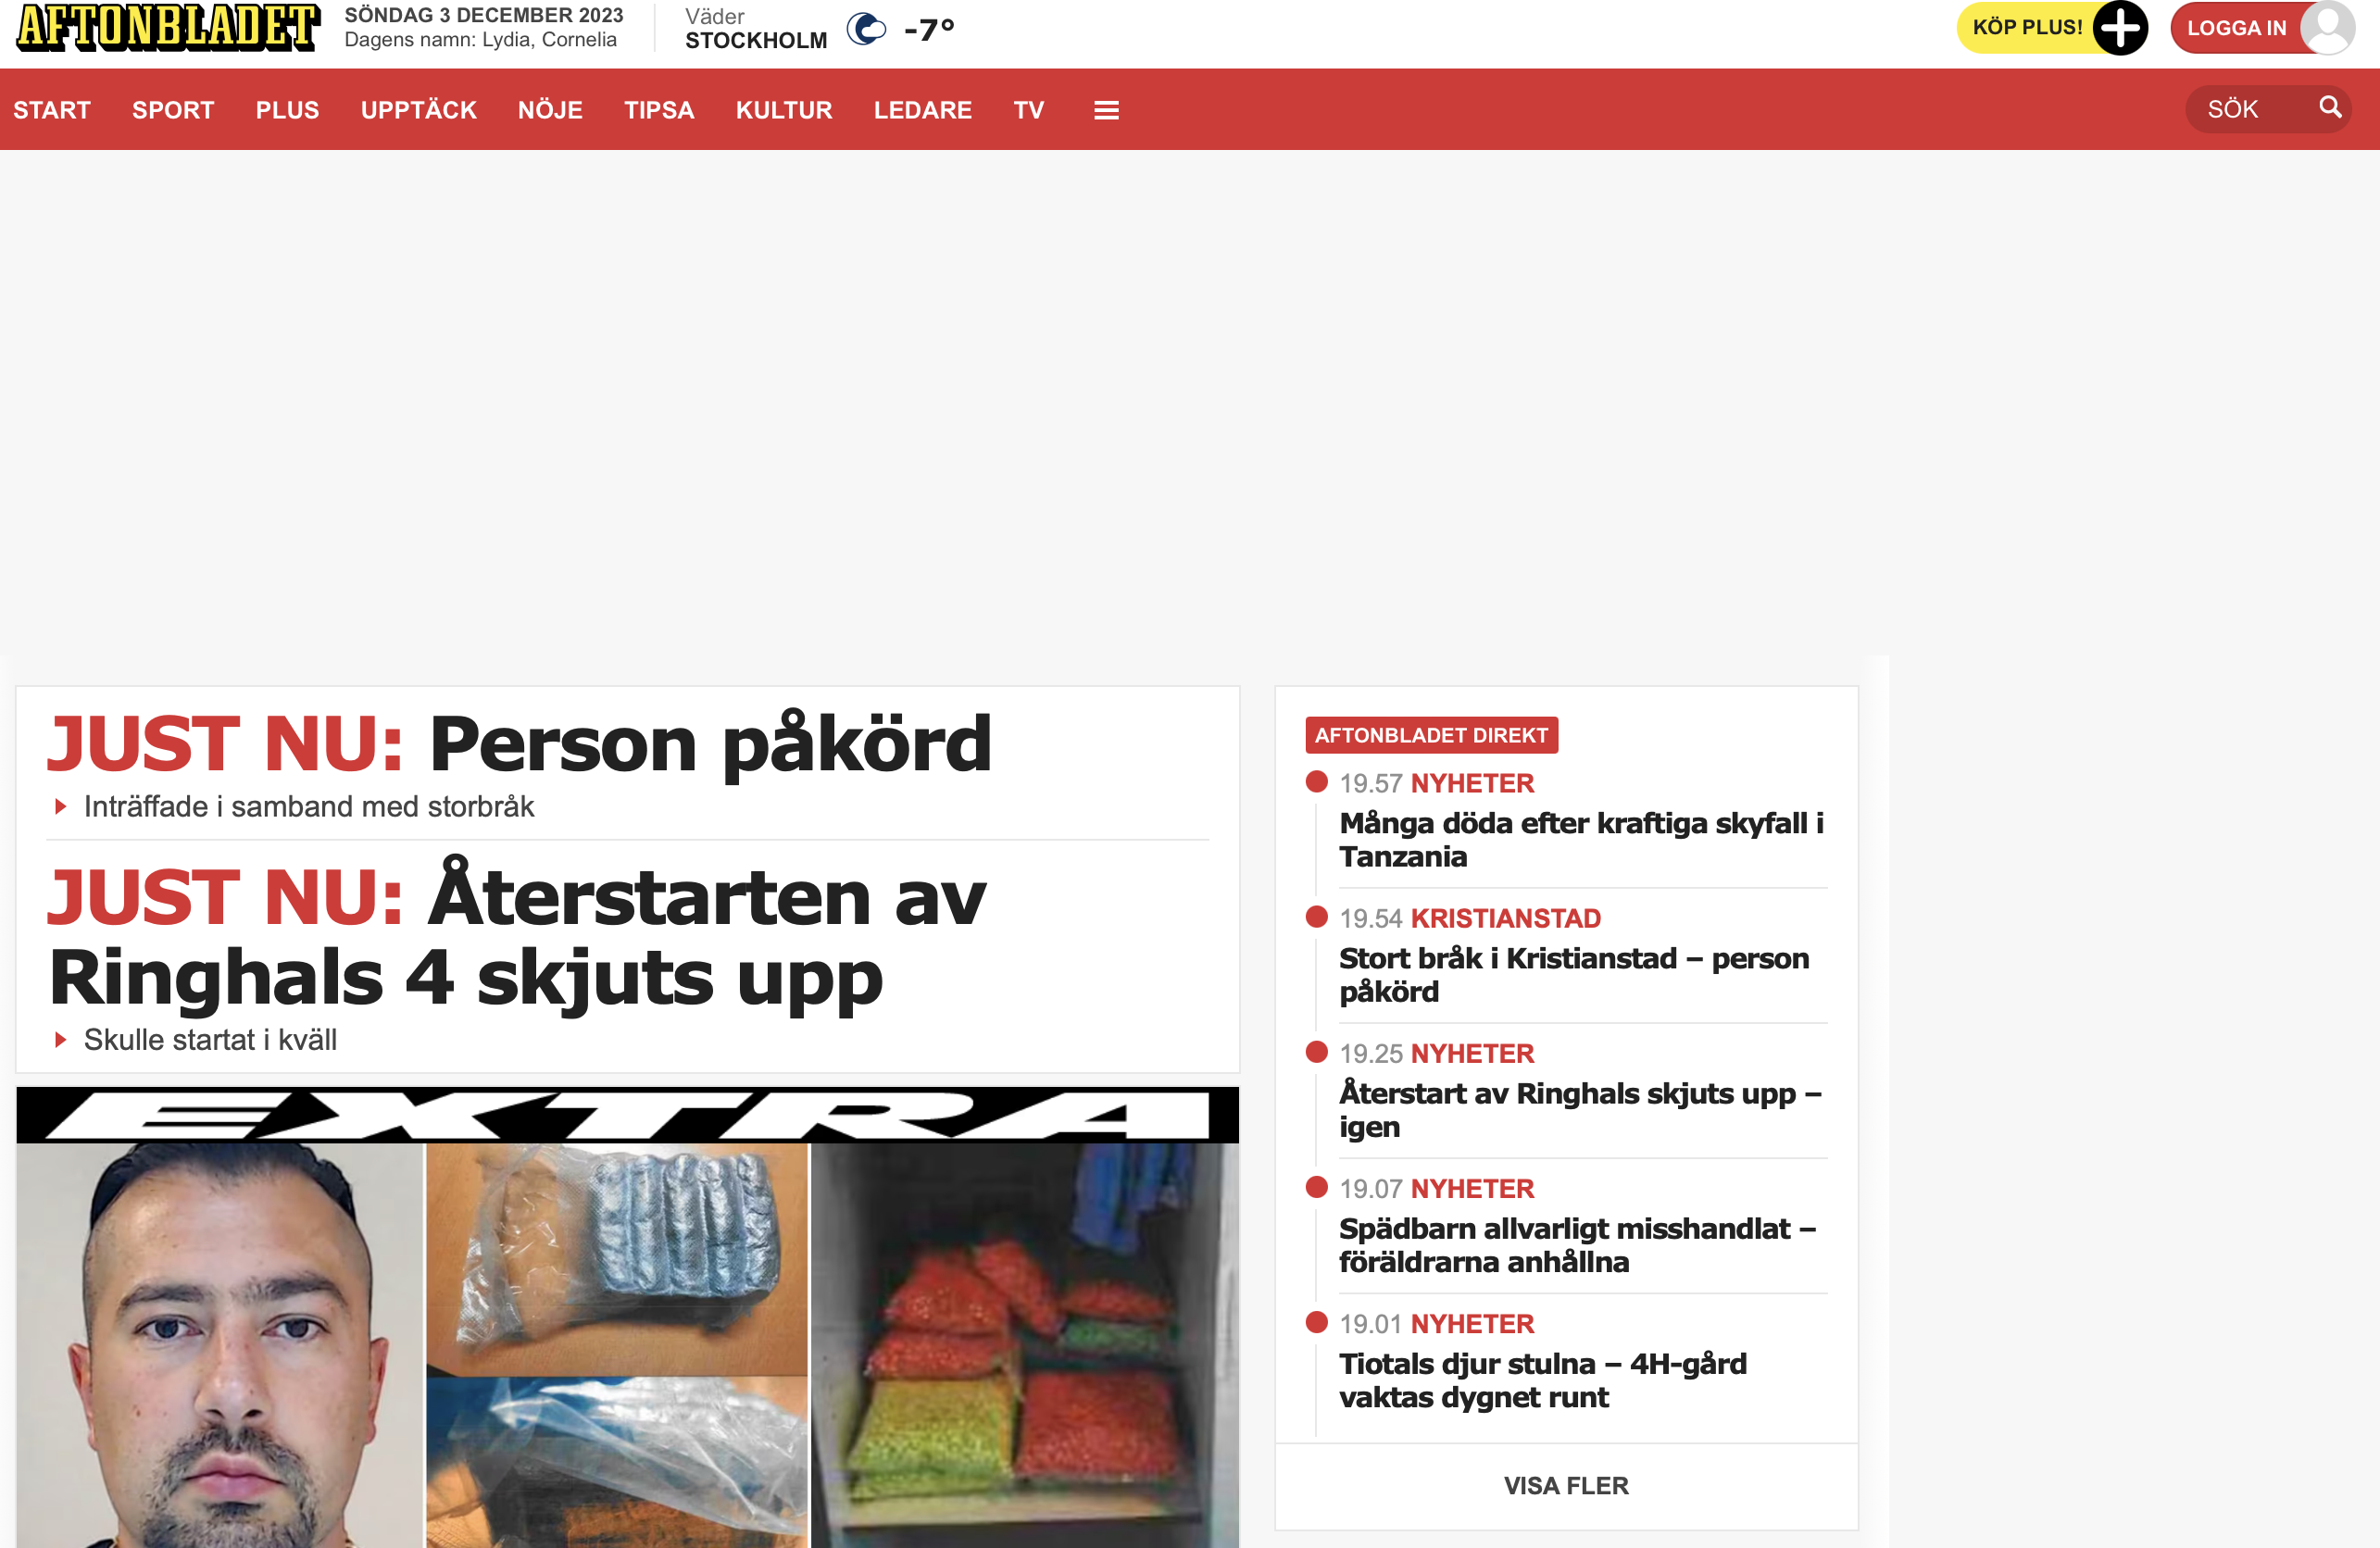 AFTONBLADET
SÖNDAG 3 DECEMBER 2023
Dagens namn: Lydia, Cornelia
Väder
STOCKHOLM
-7°
KÖP PLUS!
LOGGA IN
START SPORT PLUS UPPTÄCK NÖJE TIPSA KULTUR LEDARE TV
SÖK
JUST NU: Person påkörd
Inträffade i samband med storbråk
JUST NU: Återstarten av
Ringhals 4 skjuts upp
Skulle startat i kväll
EXTRA
AFTONBLADET DIREKT
19.57 NYHETER
Många döda efter kraftiga skyfall i
Tanzania
19.54 KRISTIANSTAD
Stort bråk i Kristianstad – person
påkörd
19.25 NYHETER
Återstart av Ringhals skjuts upp –
igen
19.07 NYHETER
Spädbarn allvarligt misshandlat –
föräldrarna anhållna
19.01 NYHETER
Tiotals djur stulna – 4H-gård
vaktas dygnet runt
VISA FLER